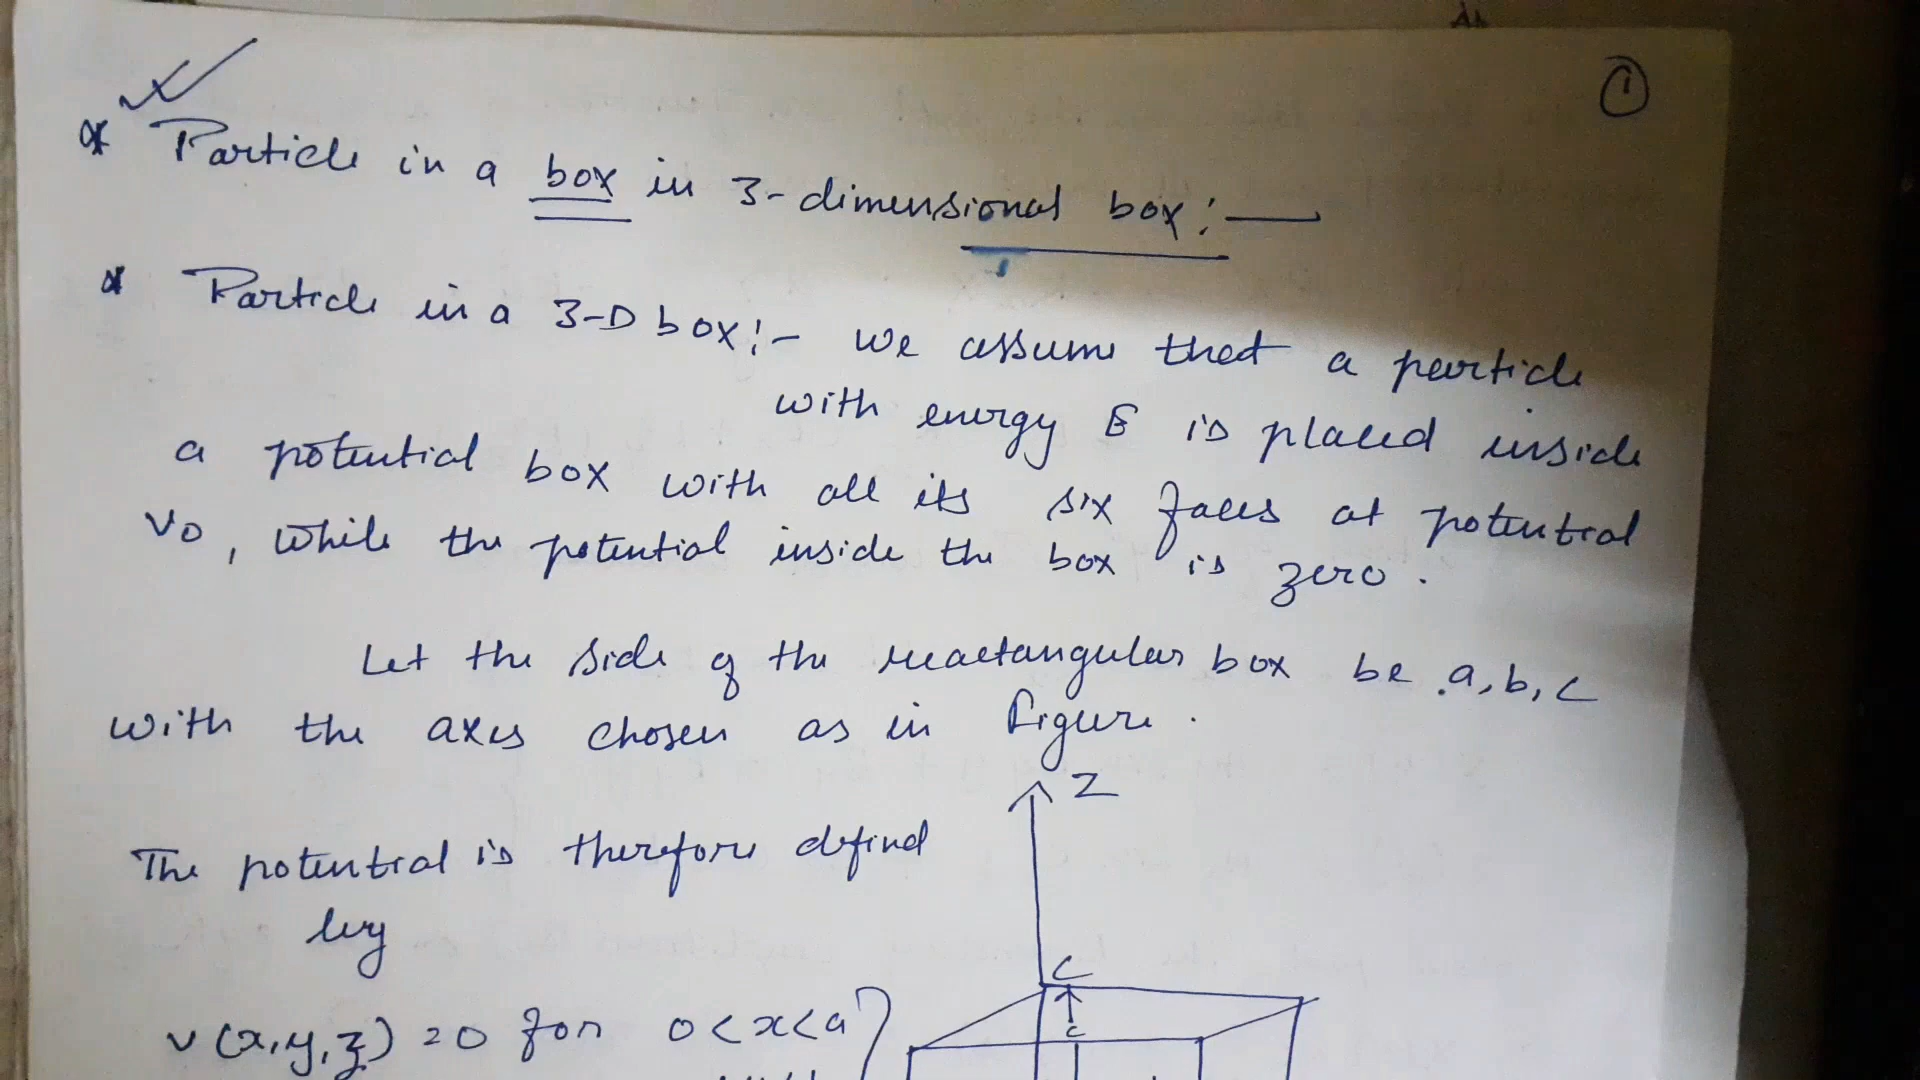 ①
* Particle in a box in 3-dimensional box:—
* Particle in a 3-D box:- we assume that a particle
with energy E is placed inside
a potential box with all its six faces at potential
V0, while the potential inside the box is zero.
Let the side of the reactangular box be a, b, c
with the axes chosen as in figure.
Z
The potential is therefore defined
by
C
v(x,y,z) = 0 for 0<x<a
c